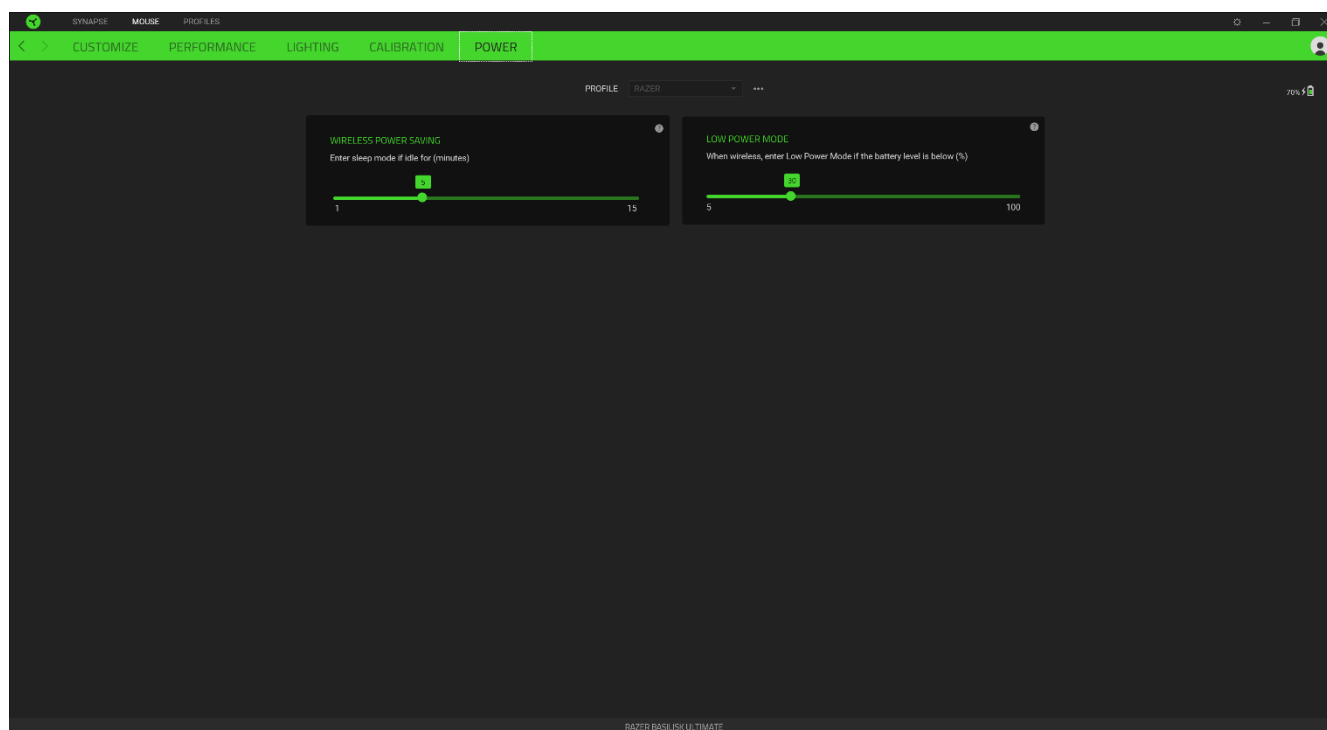 SYNAPSE MOUSE PROFILES
CUSTOMIZE PERFORMANCE LIGHTING CALIBRATION POWER
PROFILE RAZER
70%
WIRELESS POWER SAVING
Enter sleep mode if idle for (minutes)
5
1 15
LOW POWER MODE
When wireless, enter Low Power Mode if the battery level is below (%)
30
5 100
RAZER BASILISK ULTIMATE